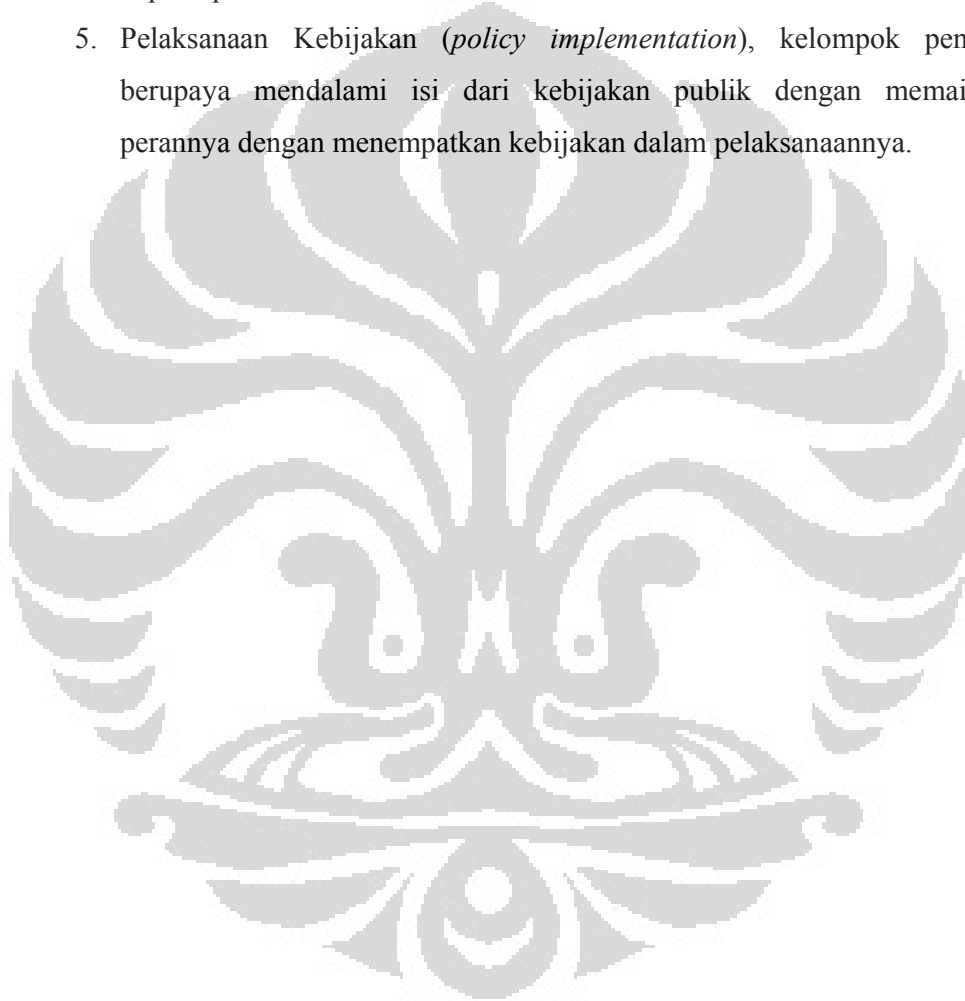 5. Pelaksanaan Kebijakan (policy implementation), kelompok pen
berupaya mendalami isi dari kebijakan publik dengan memai
perannya dengan menempatkan kebijakan dalam pelaksanaannya.